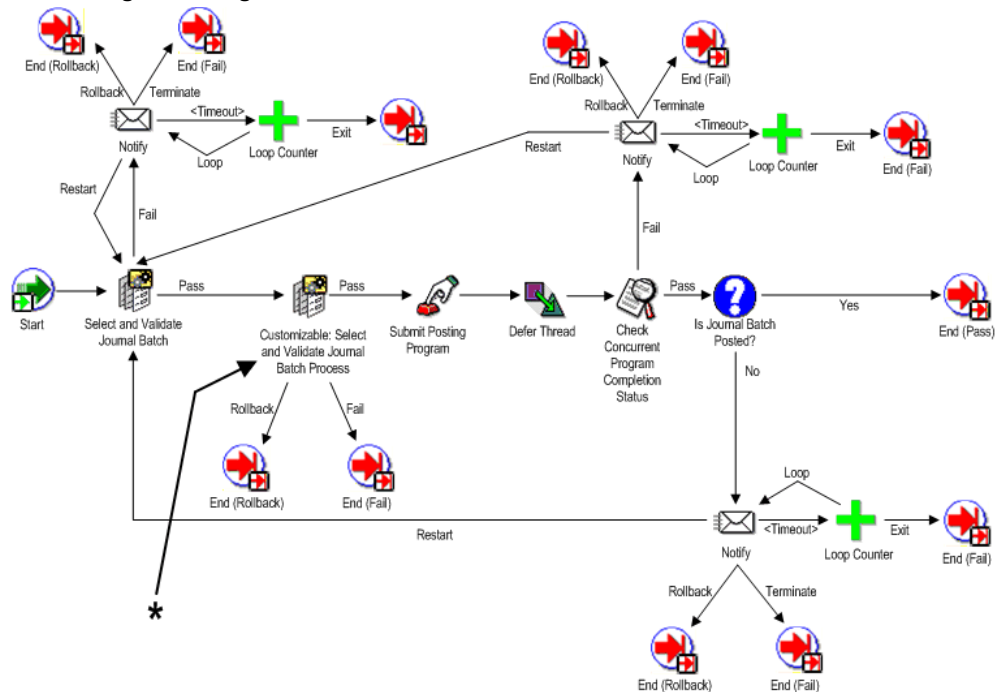 End (Rollback)
End (Fail)
Rollback
Terminate
<Timeout>
Notify
Loop
Loop Counter
Exit
Restart
Fail
End (Rollback)
End (Fail)
Rollback
Terminate
<Timeout>
Notify
Loop
Loop Counter
Exit
End (Fail)
Restart
Fail
Start
Select and Validate
Journal Batch
Pass
Customizable: Select
and Validate Journal
Batch Process
Pass
Submit Posting
Program
Defer Thread
Check
Concurrent
Program
Completion
Status
Pass
Is Journal Batch
Posted?
Yes
End (Pass)
No
Rollback
Fail
End (Rollback)
End (Fail)
Restart
Loop
<Timeout>
Notify
Loop Counter
Exit
End (Fail)
Rollback
Terminate
End (Rollback)
End (Fail)
*